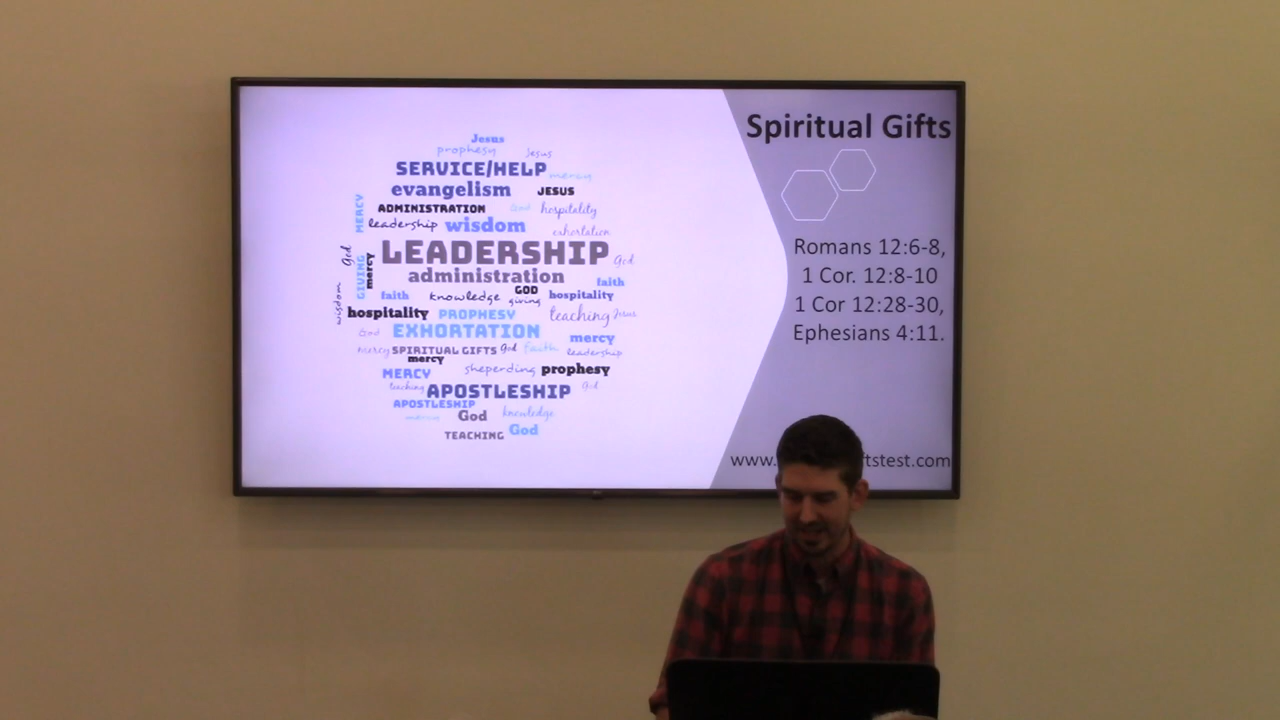 Spiritual Gifts
Romans 12:6-8,
1 Cor. 12:8-10
1 Cor 12:28-30,
Ephesians 4:11.
www. ftstest.com
Jesus
prophesy Jesus
SERVICE/HELP mercy
evangelism JESUS
MERCY ADMINISTRATION God hospitality
leadership wisdom exhortation
God LEADERSHIP God
GIVING mercy administration faith
wisdom faith knowledge GOD giving hospitality
hospitality PROPHESY teaching Jesus
God EXHORTATION mercy
mercy SPIRITUAL GIFTS God faith leadership
mercy
MERCY sheperding prophesy
teaching APOSTLESHIP God
APOSTLESHIP
mercy God knowledge
TEACHING God